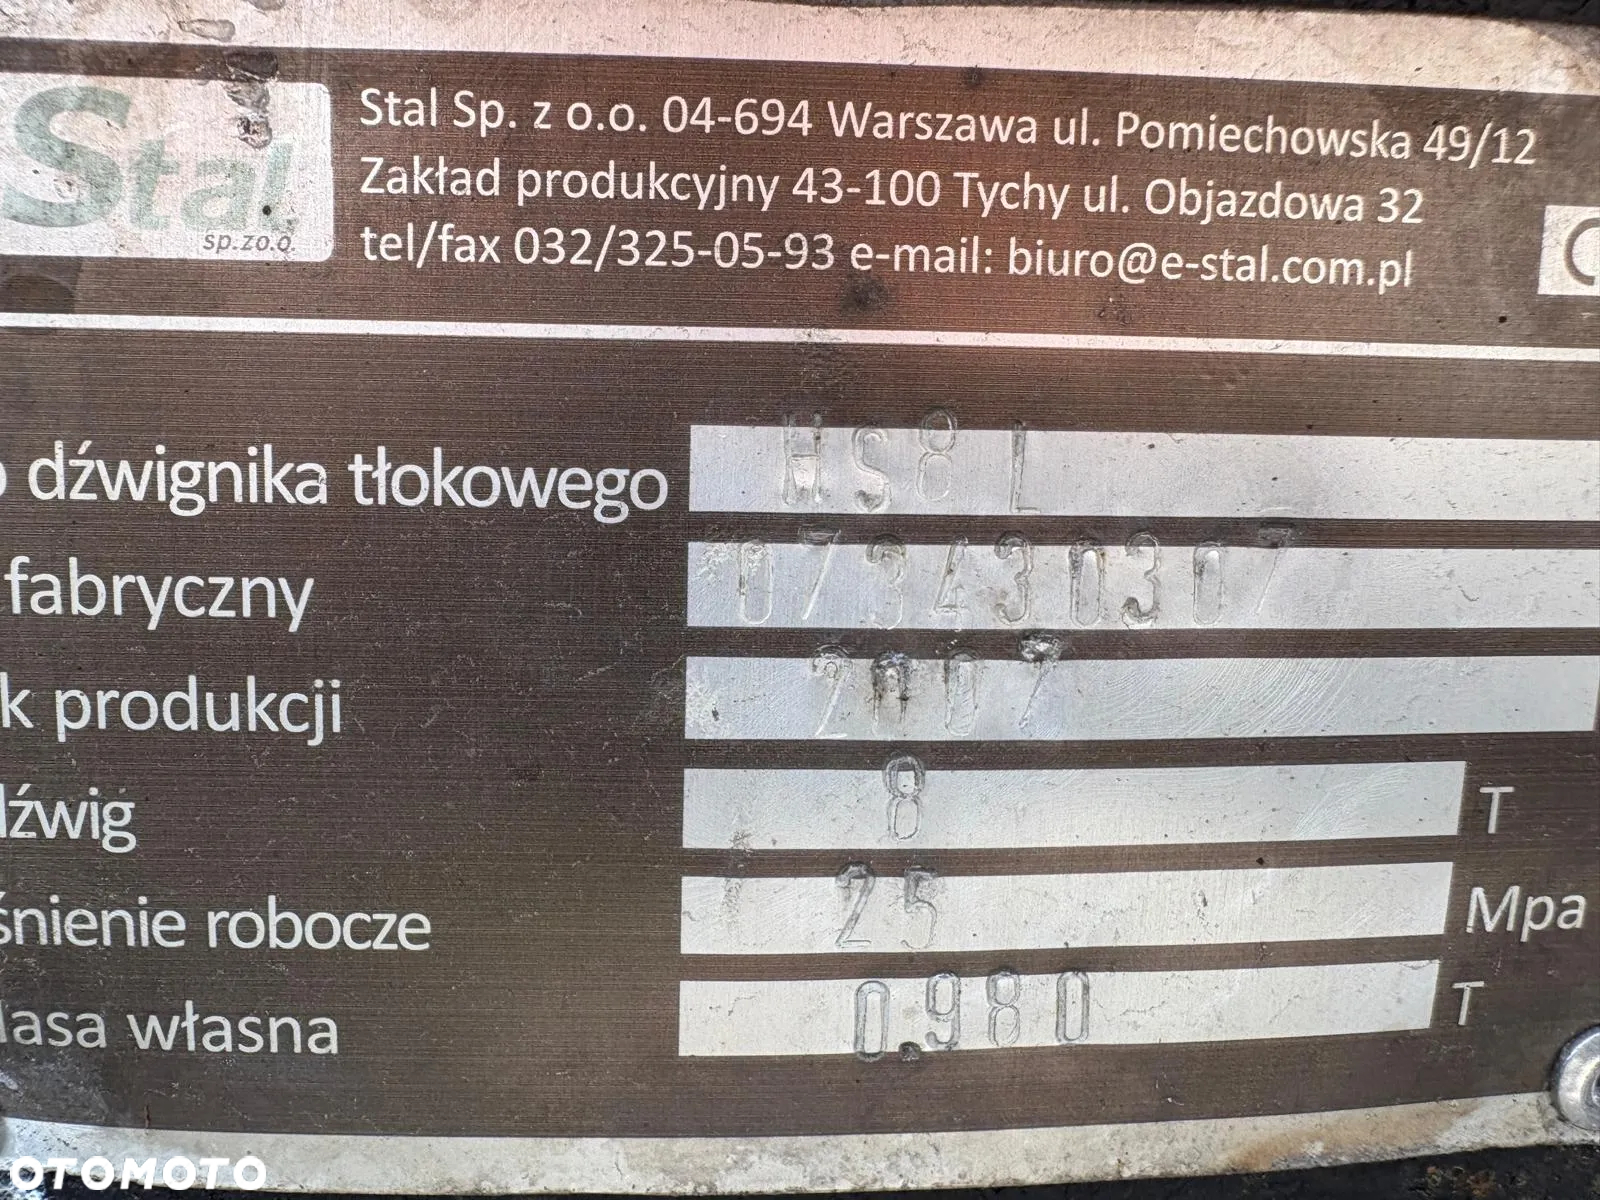 Stal
sp.zo.o.
Stal Sp. z o.o. 04-694 Warszawa ul. Pomiechowska 49/12
Zakład produkcyjny 43-100 Tychy ul. Objazdowa 32
tel/fax 032/325-05-93 e-mail: biuro@e-stal.com.pl
dźwignika tłokowego HS8 L
fabryczny 073430307
k produkcji 2007
dźwig 8 T
śnienie robocze 25 Mpa
asa własna 0.980 T
OTOMOTO